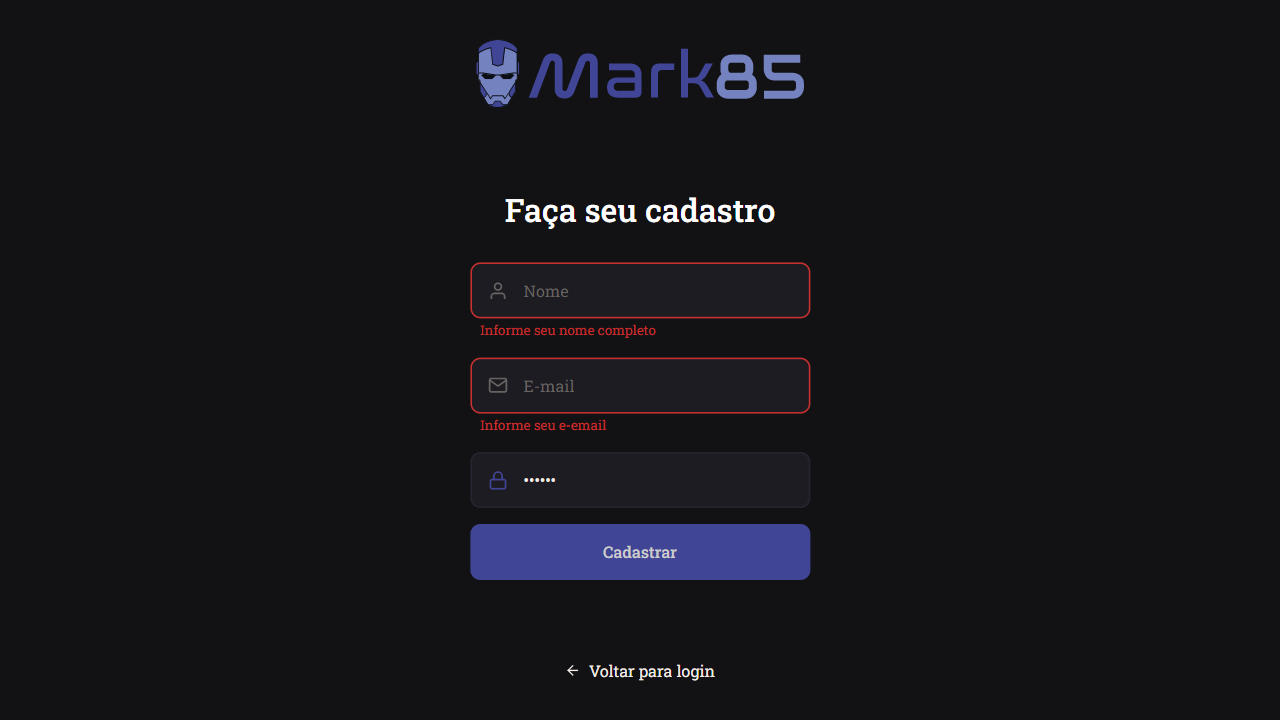 Mark85
Faça seu cadastro
Nome
Informe seu nome completo
E-mail
Informe seu e-email
••••••
Cadastrar
Voltar para login